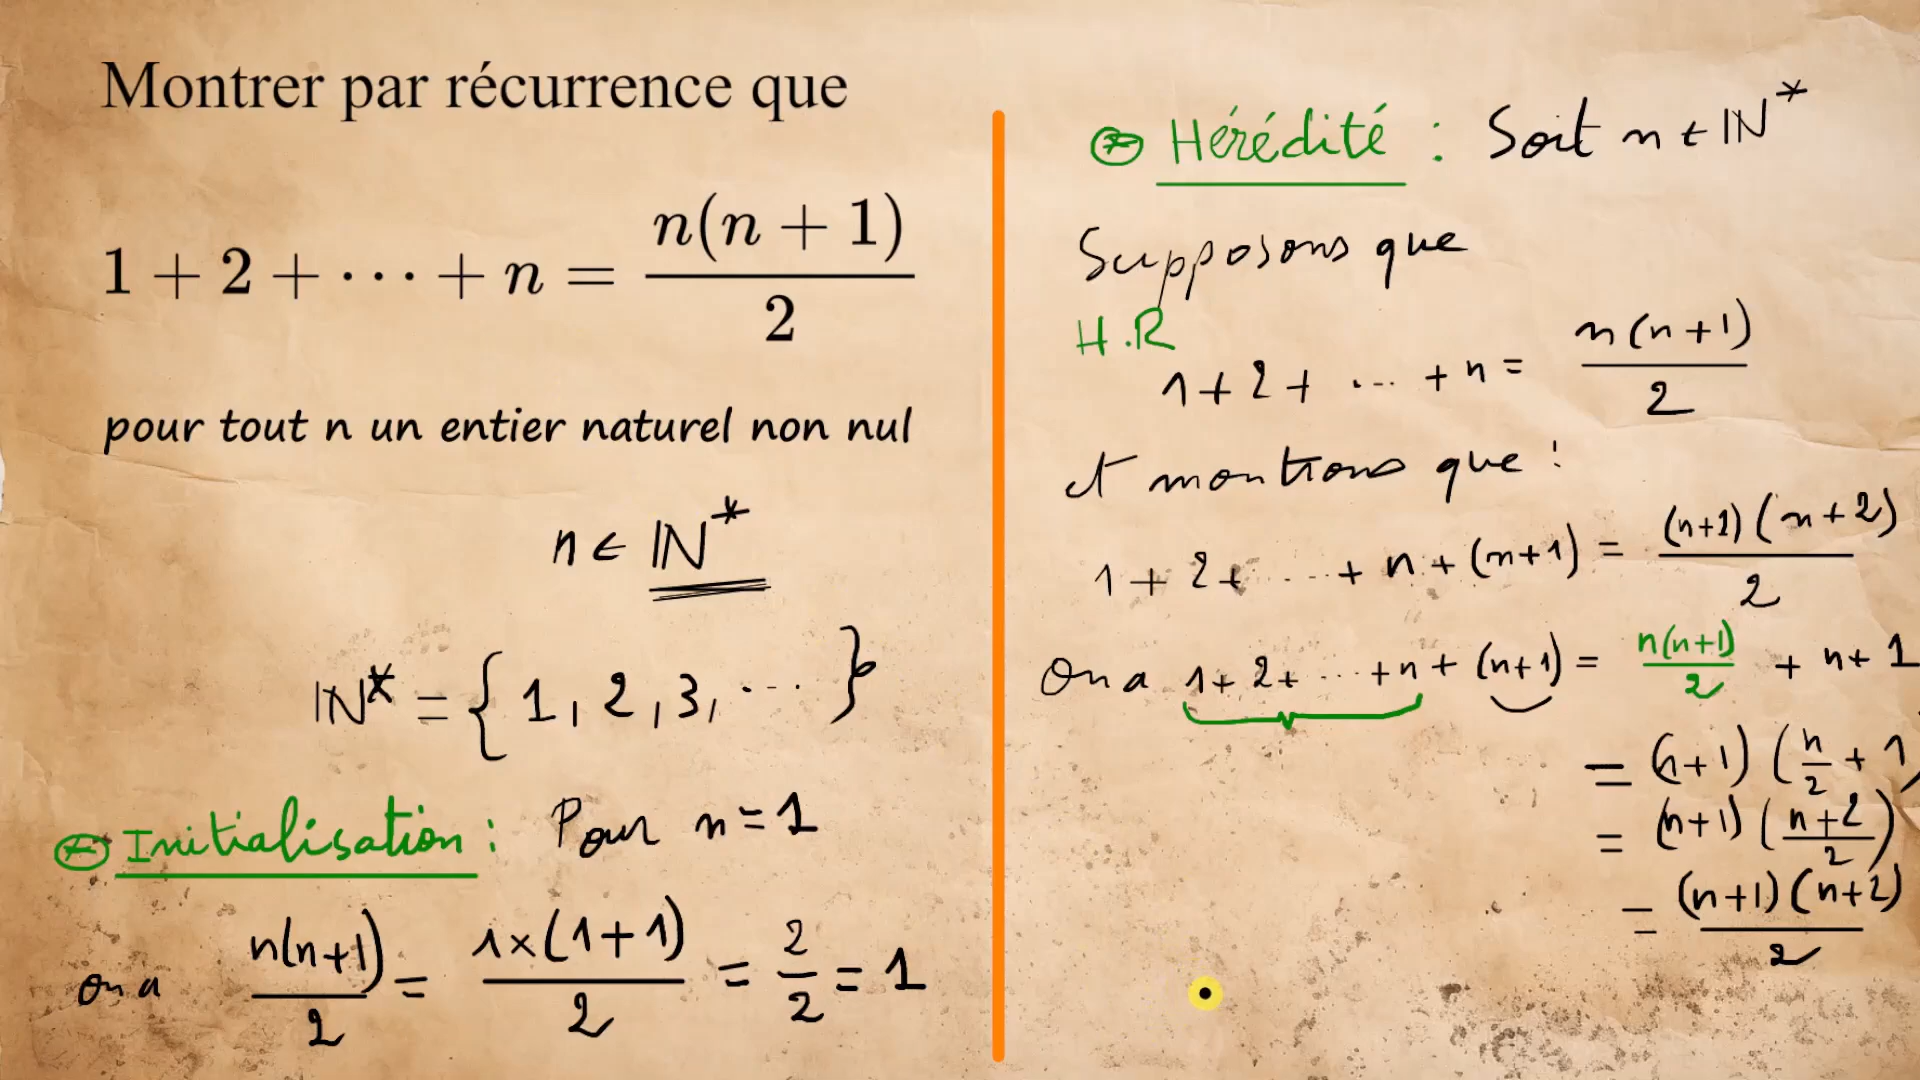 Montrer par récurrence que
1 + 2 + ··· + n = n(n + 1) / 2
pour tout n un entier naturel non nul
n ∈ IN*
IN* = { 1, 2, 3, ... }
⊛ Initialisation : Pour n = 1
on a n(n+1) / 2 = 1×(1+1) / 2 = 2 / 2 = 1
⊛ Hérédité : Soit n ∈ IN*
Supposons que
H.R
1 + 2 + ... + n = n(n+1) / 2
et montrons que :
1 + 2 + ... + n + (n+1) = (n+1)(n+2) / 2
On a 1 + 2 + ... + n + (n+1) = n(n+1) / 2 + n + 1
= (n+1) (n/2 + 1)
= (n+1) ((n+2) / 2)
= (n+1)(n+2) / 2